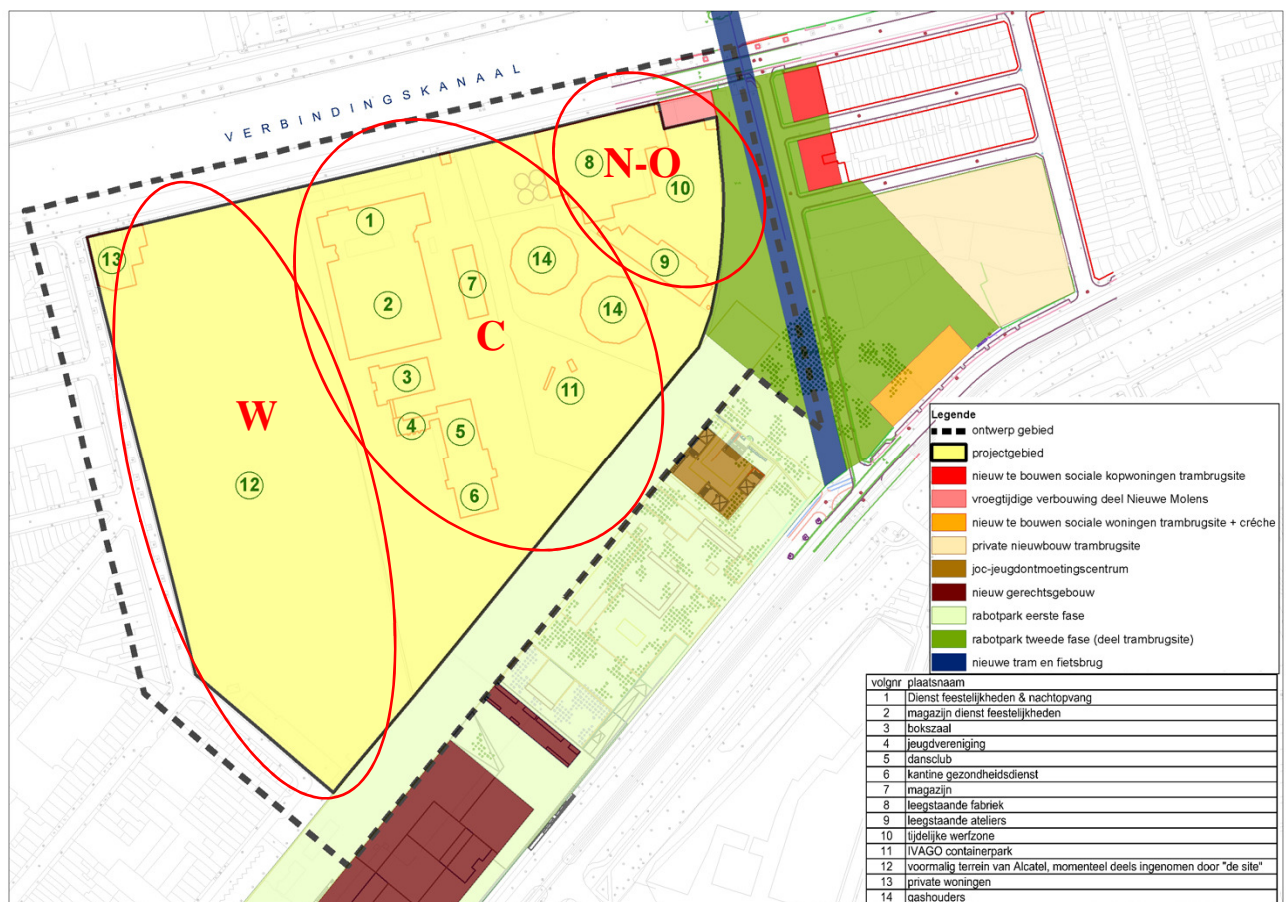 VERBINDINGSKANAAL
N-O
8
10
1
13
9
14
7
2
14
C
3
11
4
W
5
12
6
Legende
ontwerp gebied
projectgebied
nieuw te bouwen sociale kopwoningen trambrugsite
vroegtijdige verbouwing deel Nieuwe Molens
nieuw te bouwen sociale woningen trambrugsite + créche
private nieuwbouw trambrugsite
joc-jeugdontmoetingscentrum
nieuw gerechtsgebouw
rabotpark eerste fase
rabotpark tweede fase (deel trambrugsite)
nieuwe tram en fietsbrug
volgnr plaatsnaam
1 Dienst feestelijkheden & nachtopvang
2 magazijn dienst feestelijkheden
3 bokszaal
4 jeugdvereniging
5 dansclub
6 kantine gezondheidsdienst
7 magazijn
8 leegstaande fabriek
9 leegstaande ateliers
10 tijdelijke werfzone
11 IVAGO containerpark
12 voormalig terrein van Alcatel, momenteel deels ingenomen door "de site"
13 private woningen
14 gashouders